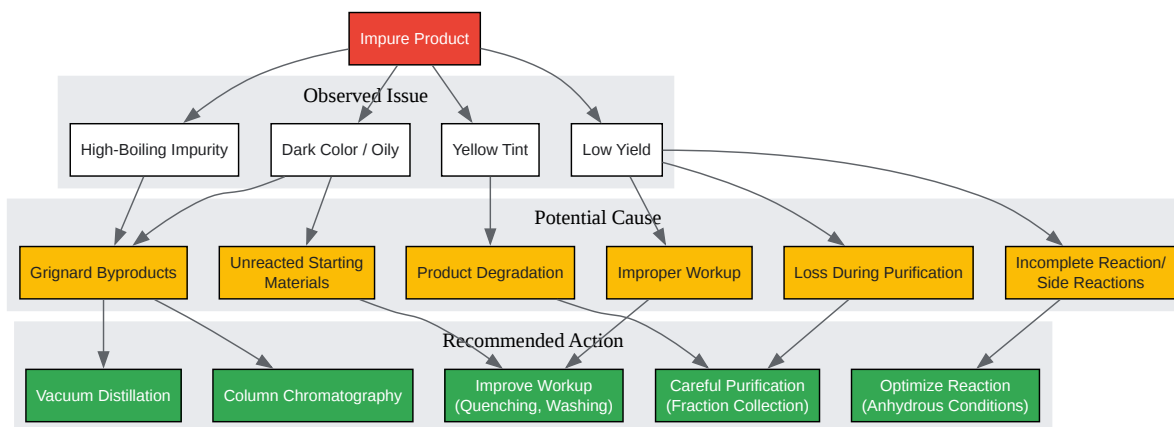 Impure Product
Observed Issue
High-Boiling Impurity
Dark Color / Oily
Yellow Tint
Low Yield
Potential Cause
Grignard Byproducts
Unreacted Starting
Materials
Product Degradation
Improper Workup
Loss During Purification
Incomplete Reaction/
Side Reactions
Recommended Action
Vacuum Distillation
Column Chromatography
Improve Workup
(Quenching, Washing)
Careful Purification
(Fraction Collection)
Optimize Reaction
(Anhydrous Conditions)